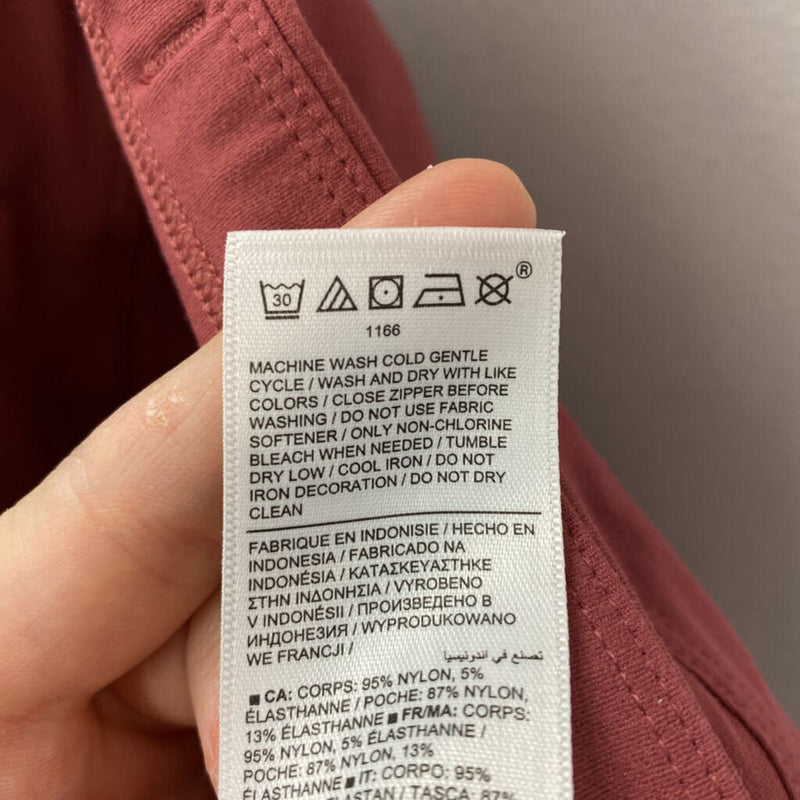 30 ®
1166
MACHINE WASH COLD GENTLE
CYCLE / WASH AND DRY WITH LIKE
COLORS / CLOSE ZIPPER BEFORE
WASHING / DO NOT USE FABRIC
SOFTENER / ONLY NON-CHLORINE
BLEACH WHEN NEEDED / TUMBLE
DRY LOW / COOL IRON / DO NOT
IRON DECORATION / DO NOT DRY
CLEAN
FABRIQUE EN INDONISIE / HECHO EN
INDONESIA / FABRICADO NA
INDONÉSIA / ΚΑΤΑΣΚΕΥΑΣΤΗΚΕ
ΣΤΗΝ ΙΝΔΟΝΗΣΙΑ / VYROBENO
V INDONÉSII / ПРОИЗВЕДЕНО В
ИНДОНЕЗИЯ / WYPRODUKOWANO
WE FRANCJI / تصنع في اندونيسيا
■ CA: CORPS: 95% NYLON, 5%
ÉLASTHANNE / POCHE: 87% NYLON,
13% ÉLASTHANNE ■ FR/MA: CORPS:
95% NYLON, 5% ÉLASTHANNE /
POCHE: 87% NYLON, 13%
ÉLASTHANNE ■ IT: CORPO: 95%
ELASTAN / TASCA: 87%